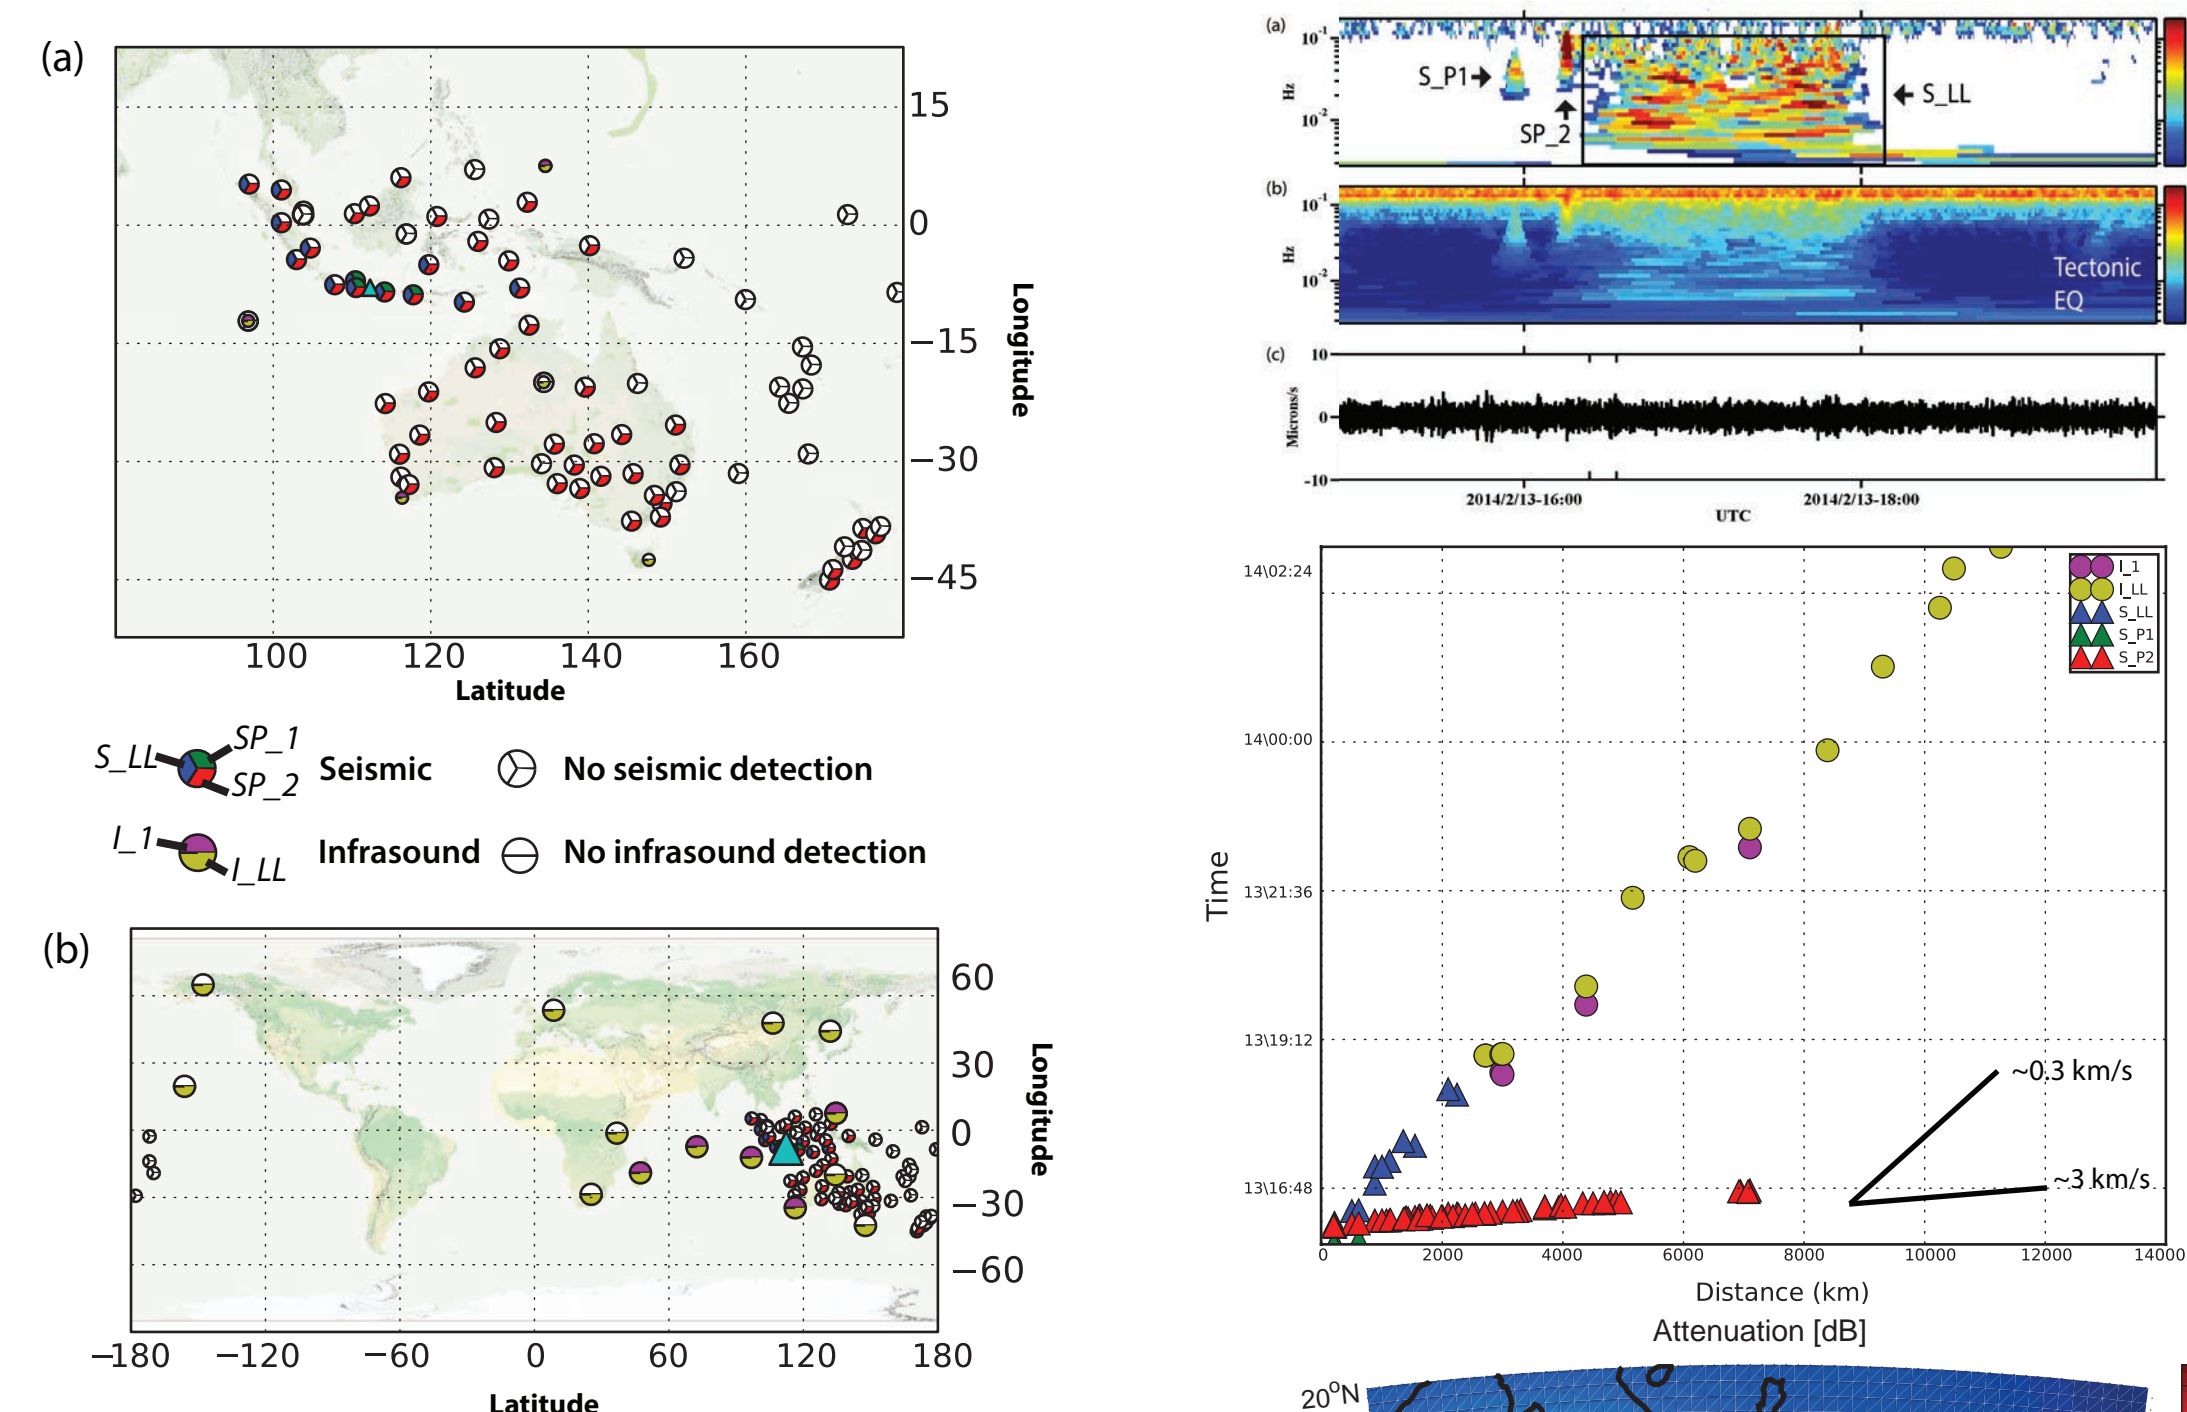 (a)
15
0
−15
−30
−45
Longitude
100 120 140 160
Latitude
S_LL
SP_1
SP_2
Seismic
No seismic detection
I_1
I_LL
Infrasound
No infrasound detection
(b)
60
30
0
−30
−60
Longitude
−180 −120 −60 0 60 120 180
Latitude
(a)
10-1
Hz
10-2
S_P1
SP_2
S_LL
(b)
10-1
Hz
10-2
Tectonic
EQ
(c)
10
0
-10
Microns/s
2014/2/13-16:00 2014/2/13-18:00
UTC
14\02:24
14\00:00
13\21:36
13\19:12
13\16:48
Time
I_1
I_LL
S_LL
S_P1
S_P2
~0.3 km/s
~3 km/s
0 2000 4000 6000 8000 10000 12000 14000
Distance (km)
Attenuation [dB]
20oN